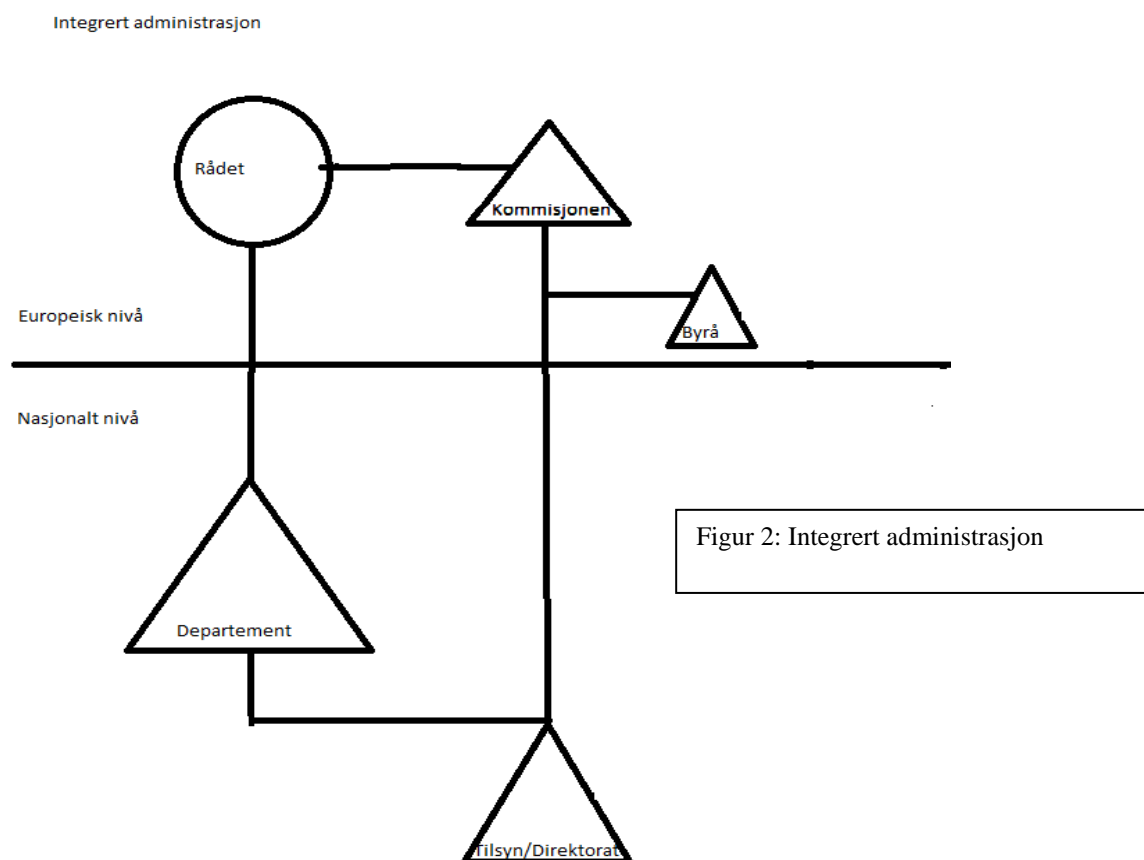 Integrert administrasjon
Rådet
Kommisjonen
Europeisk nivå
Byrå
Nasjonalt nivå
Figur 2: Integrert administrasjon
Departement
Tilsyn/Direktorat